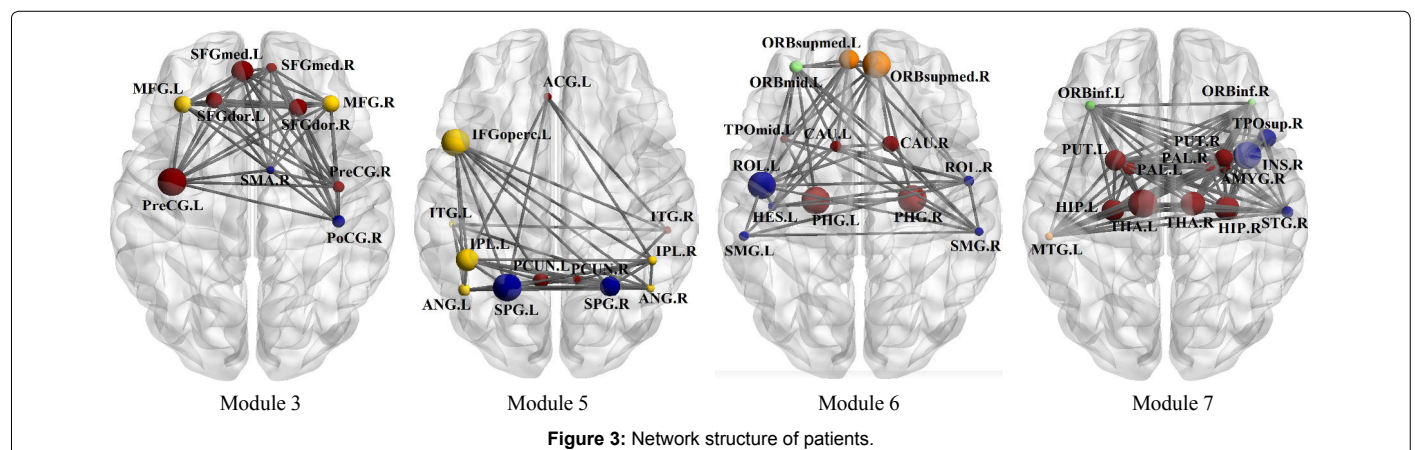 SFGmed.L
SFGmed.R
MFG.L
MFG.R
SFGdor.L
SFGdor.R
SMA.R
PreCG.R
PreCG.L
PoCG.R
Module 3
ACG.L
IFGoperc.L
ITG.L
ITG.R
IPL.L
IPL.R
PCUN.L
PCUN.R
ANG.L
ANG.R
SPG.L
SPG.R
Module 5
ORBsupmed.L
ORBmid.L
ORBsupmed.R
TPOmid.L
CAU.L
CAU.R
ROL.L
ROL.R
HES.L
PHG.L
PHG.R
SMG.L
SMG.R
Module 6
ORBinf.L
ORBinf.R
TPOsup.R
PUT.L
PUT.R
PAL.R
PAL.L
INS.R
AMYG.R
HIP.L
THA.L
THA.R
HIP.R
STG.R
MTG.L
Module 7
Figure 3: Network structure of patients.